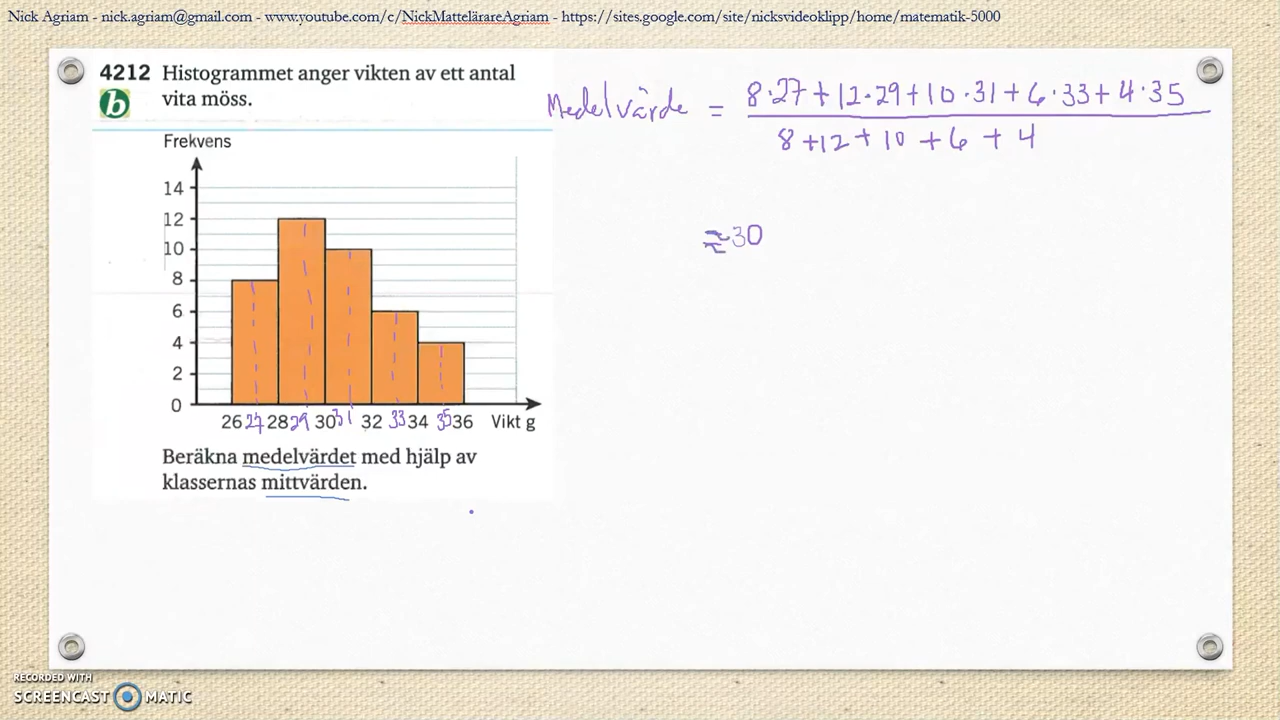 Nick Agriam - nick.agriam@gmail.com - www.youtube.com/c/NickMattelärareAgriam - https://sites.google.com/site/nicksvideoklipp/home/matematik-5000
4212 Histogrammet anger vikten av ett antal
b vita möss.
Frekvens
14
12
10
8
6
4
2
0
26 27 28 29 30 31 32 33 34 35 36 Vikt g
Beräkna medelvärdet med hjälp av
klassernas mittvärden.
Medelvärde = 8·27+12·29+10·31+6·33+4·35
8+12+10+6+4
≈30
RECORDED WITH
SCREENCAST MATIC